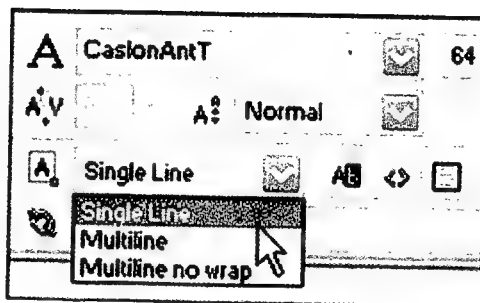 A CaslonAntT 64
A V A Normal
A Single Line A <>
Single Line
Multiline
Multiline no wrap